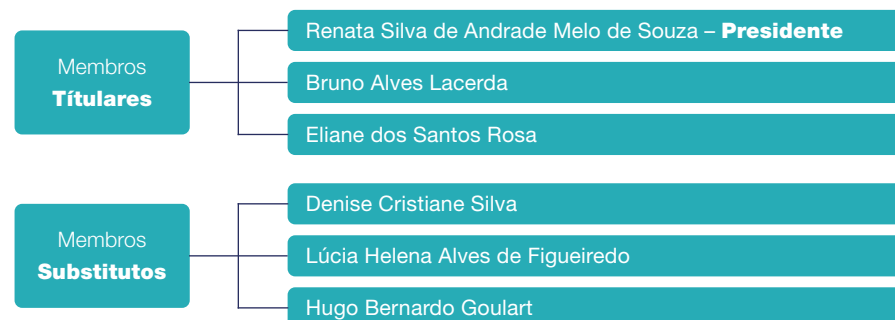 Membros
Títulares
Renata Silva de Andrade Melo de Souza – Presidente
Bruno Alves Lacerda
Eliane dos Santos Rosa
Membros
Substitutos
Denise Cristiane Silva
Lúcia Helena Alves de Figueiredo
Hugo Bernardo Goulart